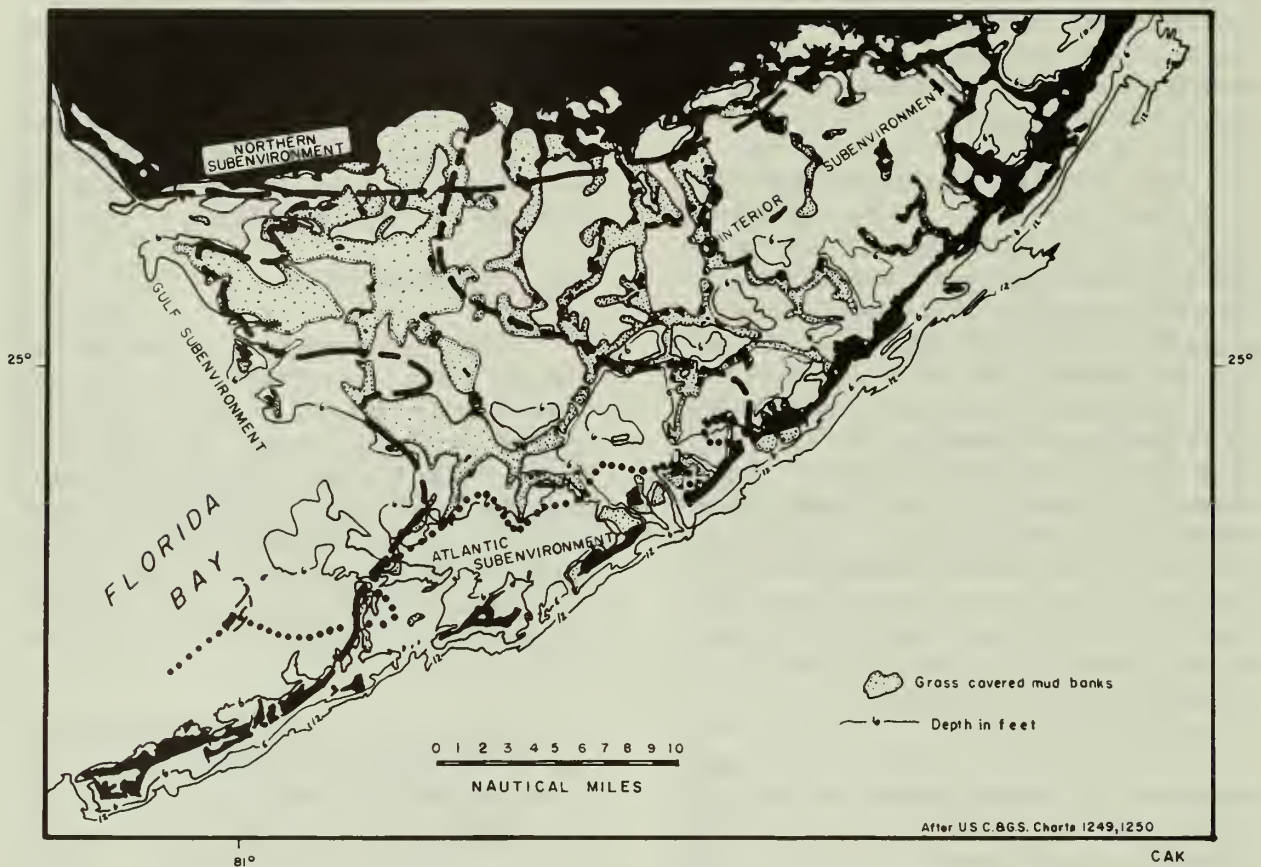 NORTHERN
SUBENVIRONMENT
INTERIOR SUBENVIRONMENT
GULF SUBENVIRONMENT
25°
25°
FLORIDA
BAY
ATLANTIC
SUBENVIRONMENT
Grass covered mud banks
6
Depth in feet
0 1 2 3 4 5 6 7 8 9 10
NAUTICAL MILES
After US C.&G.S. Charts 1249,1250
81°
CAK